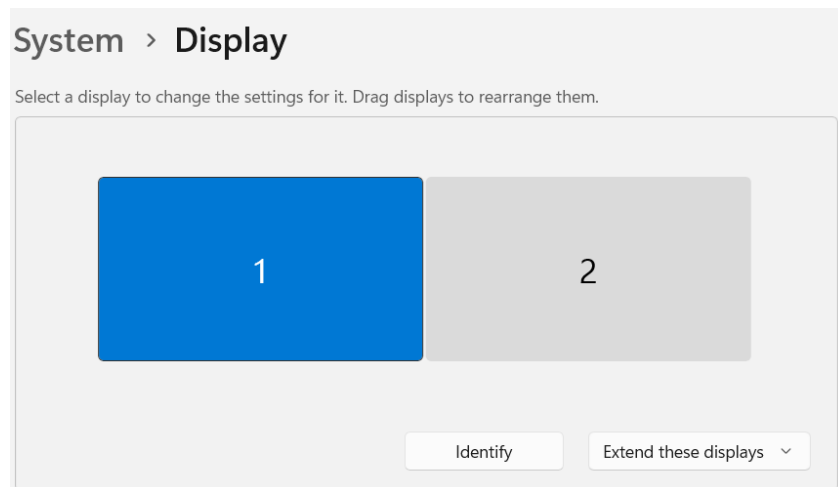 System > Display
Select a display to change the settings for it. Drag displays to rearrange them.
1 2
Identify Extend these displays